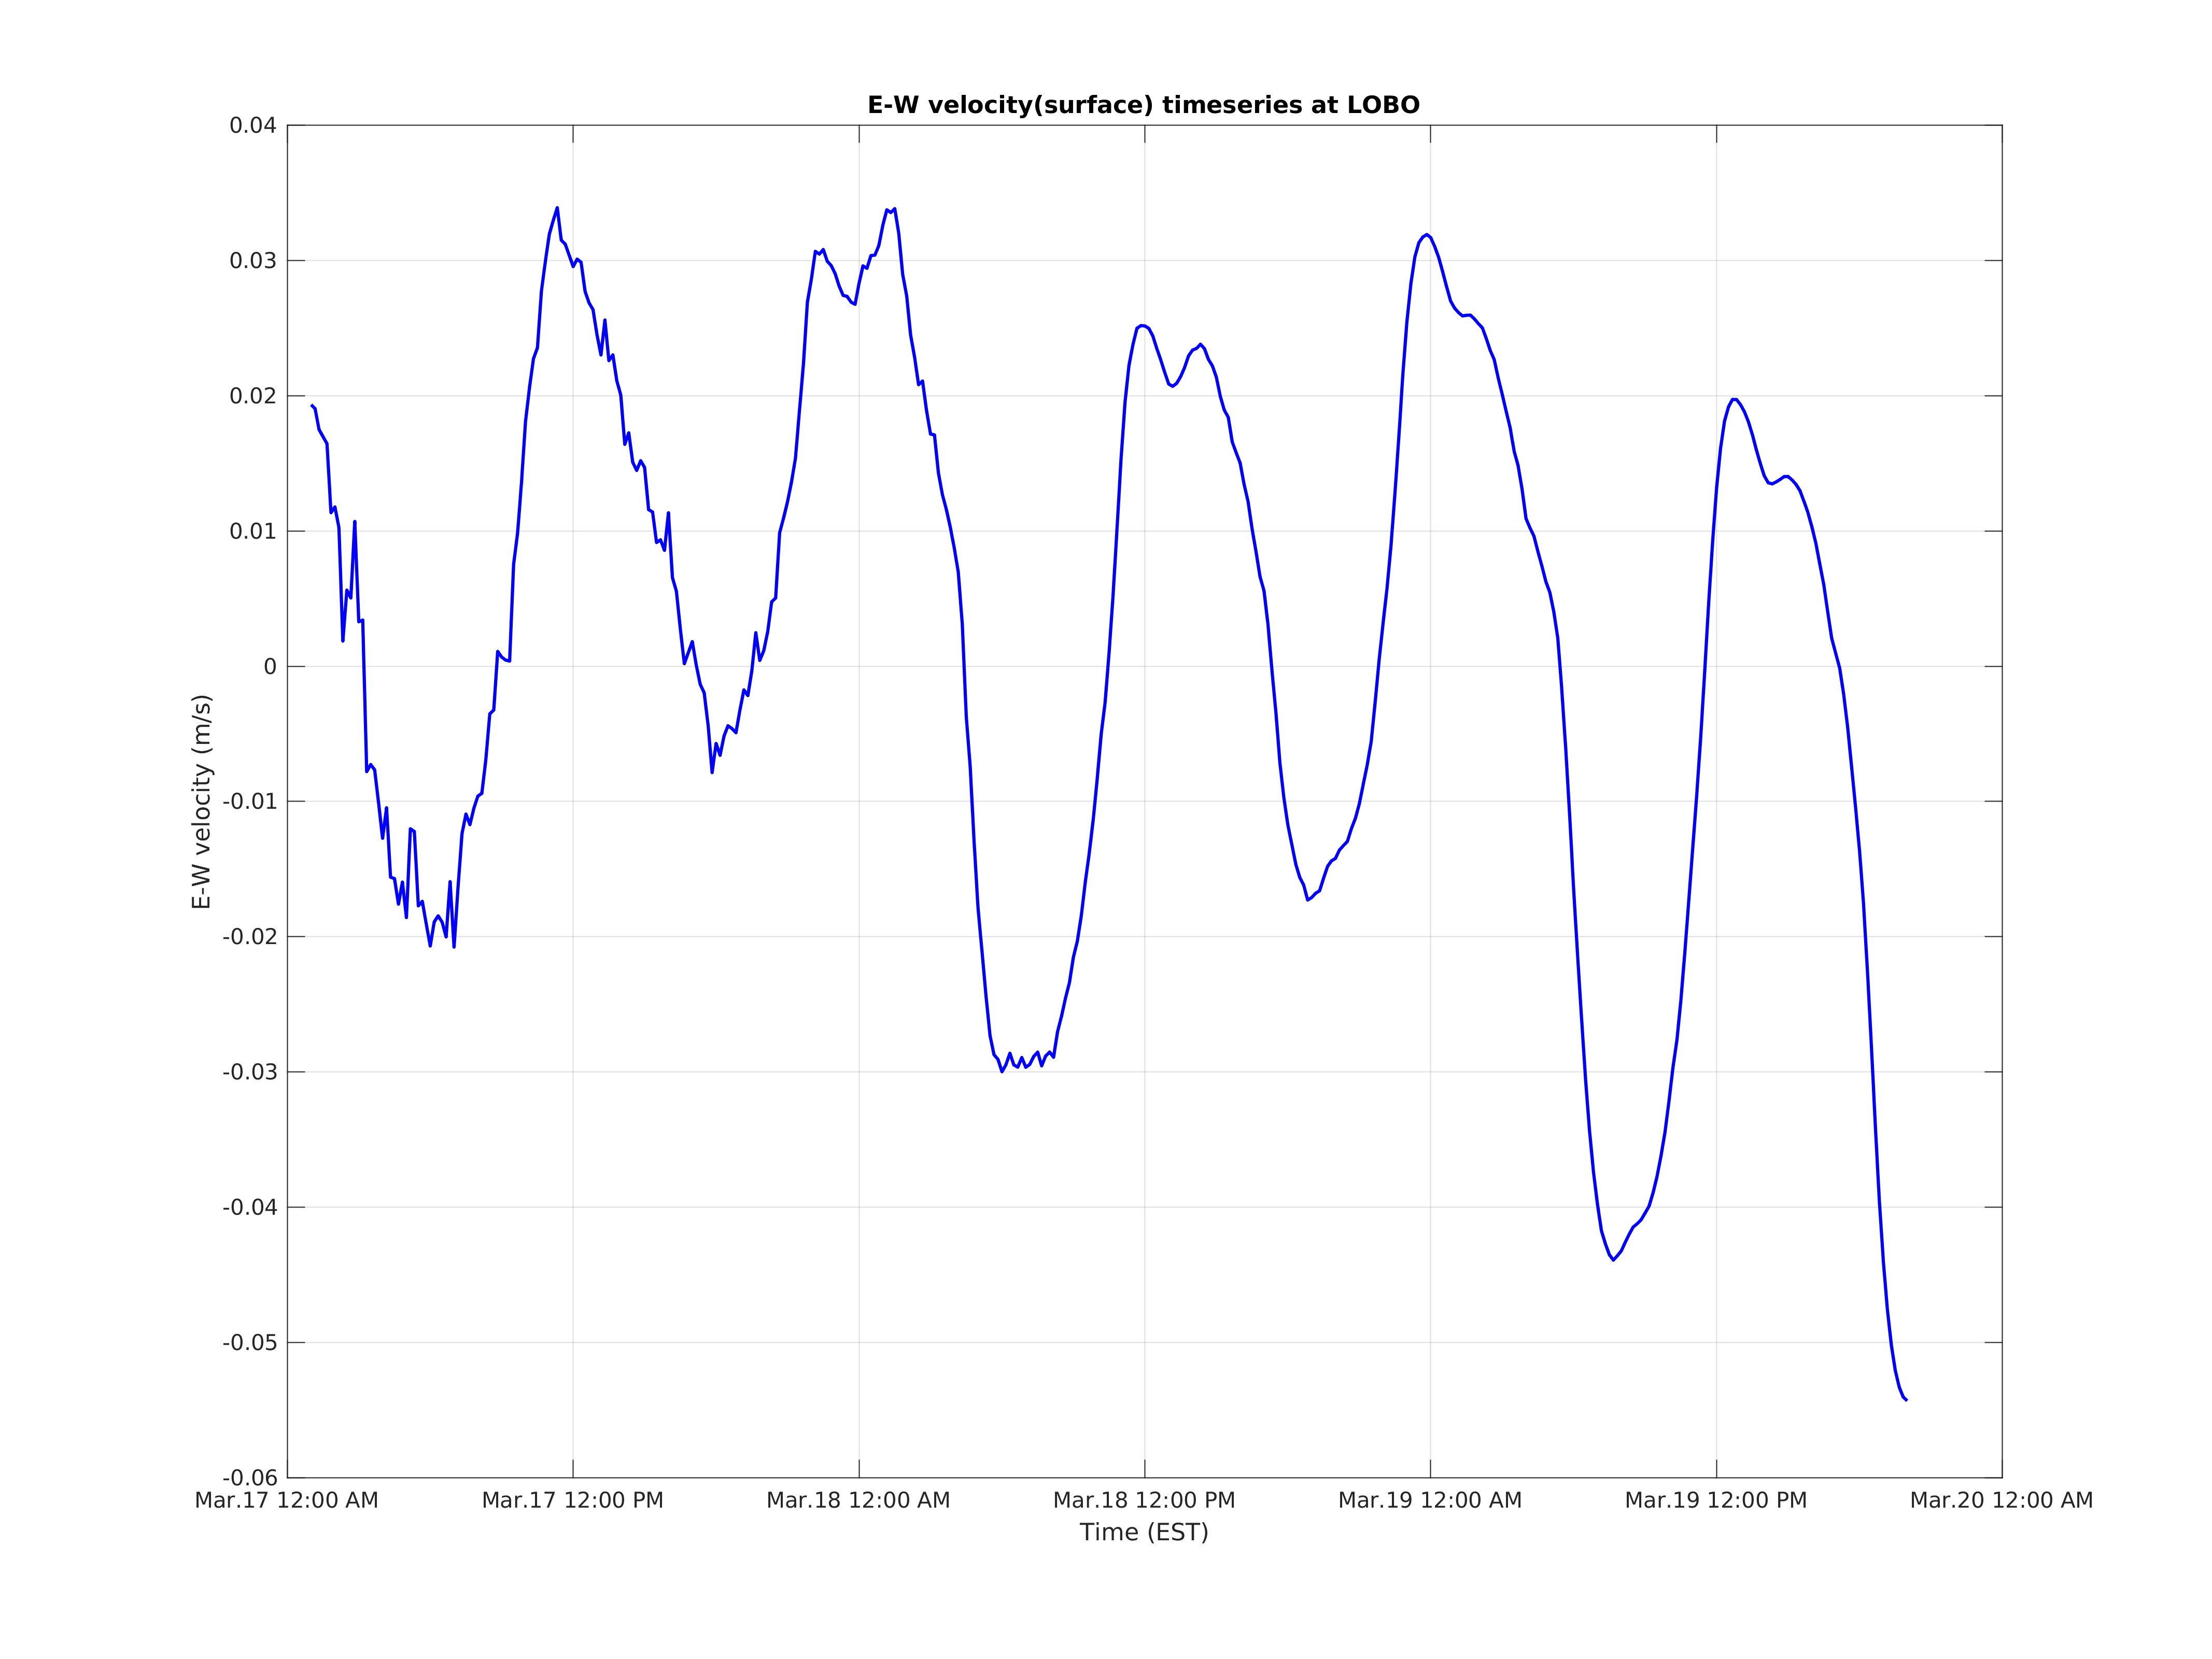 E-W velocity(surface) timeseries at LOBO
0.04
0.03
0.02
0.01
0
-0.01
-0.02
-0.03
-0.04
-0.05
-0.06
E-W velocity (m/s)
Mar.17 12:00 AM Mar.17 12:00 PM Mar.18 12:00 AM Mar.18 12:00 PM Mar.19 12:00 AM Mar.19 12:00 PM Mar.20 12:00 AM
Time (EST)